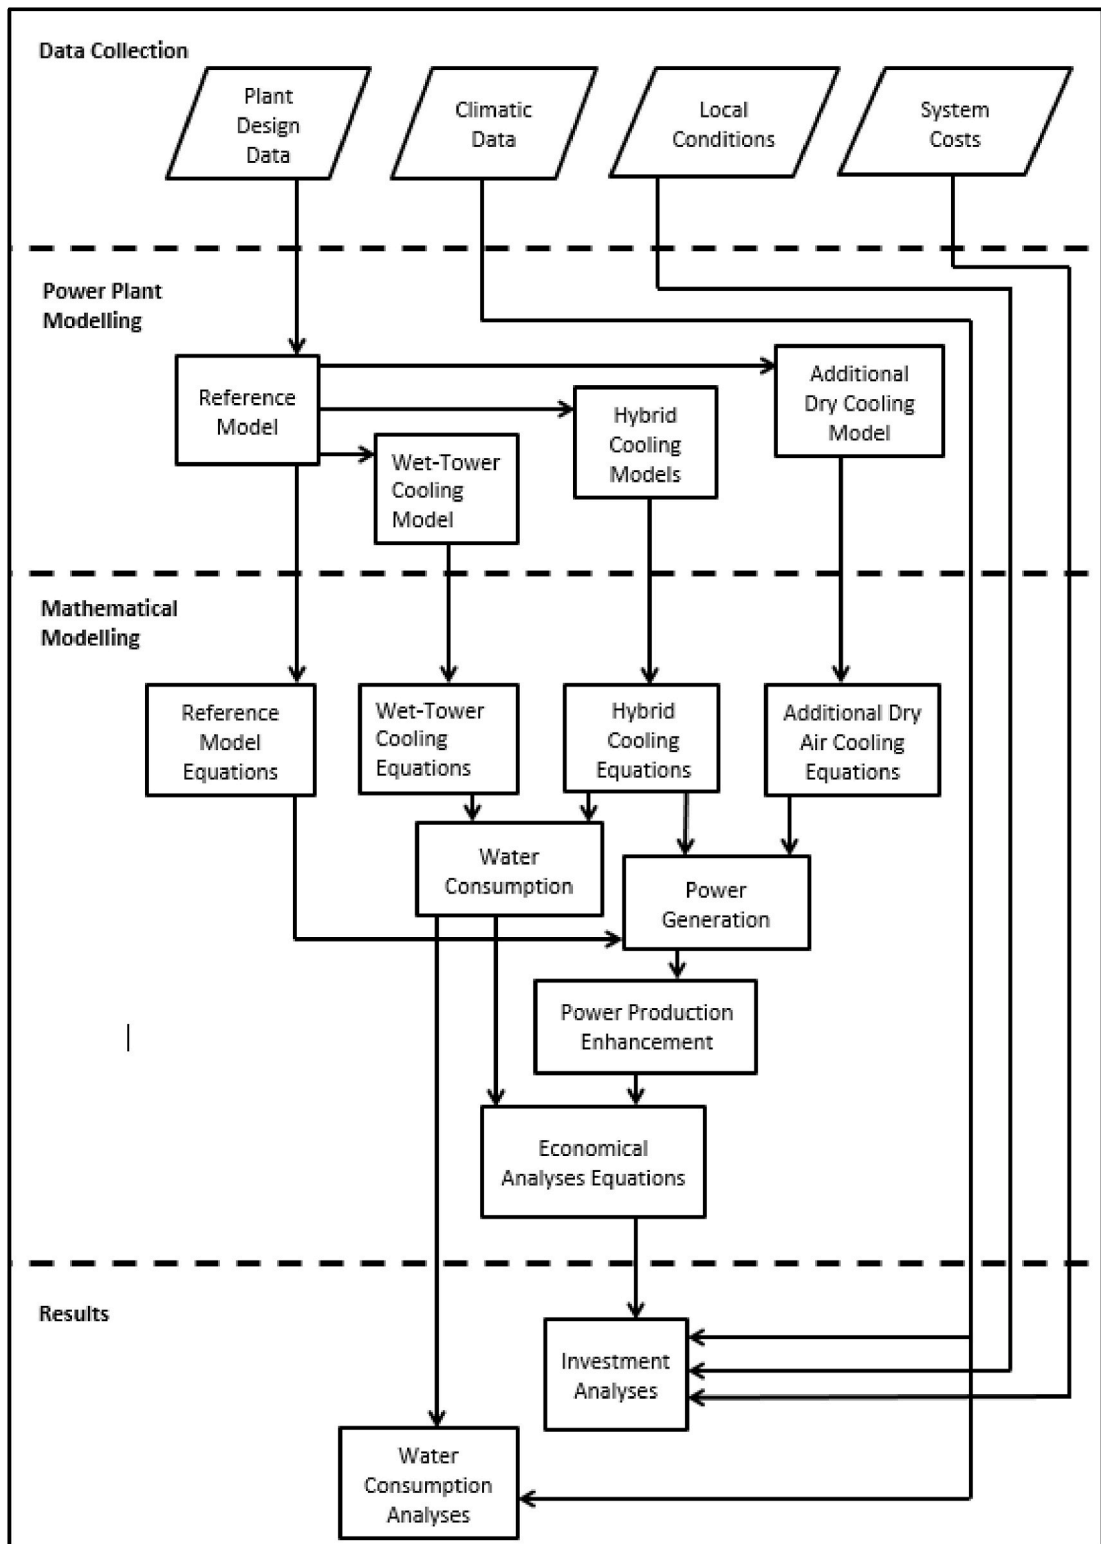 Data Collection
Plant
Design
Data
Climatic
Data
Local
Conditions
System
Costs
Power Plant
Modelling
Reference
Model
Wet-Tower
Cooling
Model
Hybrid
Cooling
Models
Additional
Dry Cooling
Model
Mathematical
Modelling
Reference
Model
Equations
Wet-Tower
Cooling
Equations
Hybrid
Cooling
Equations
Additional Dry
Air Cooling
Equations
Water
Consumption
Power
Generation
Power Production
Enhancement
Economical
Analyses Equations
Results
Investment
Analyses
Water
Consumption
Analyses